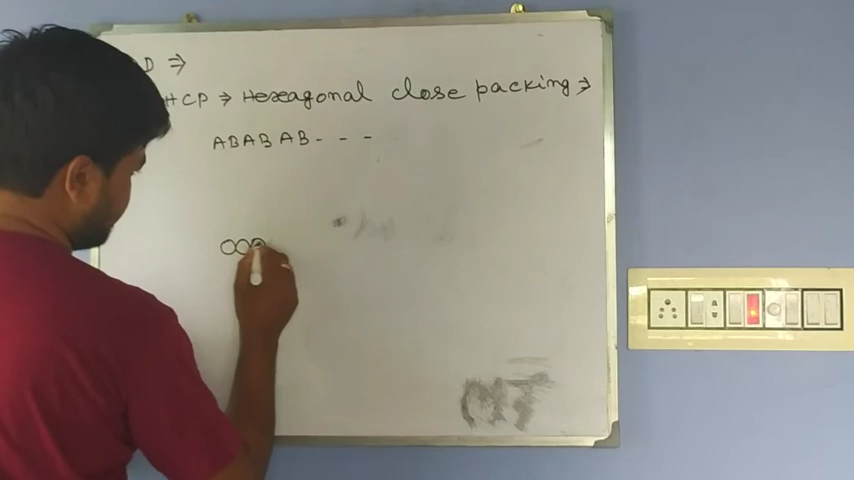 D ⇒
HCP → Hexagonal close packing ⇒
ABABAB - - -